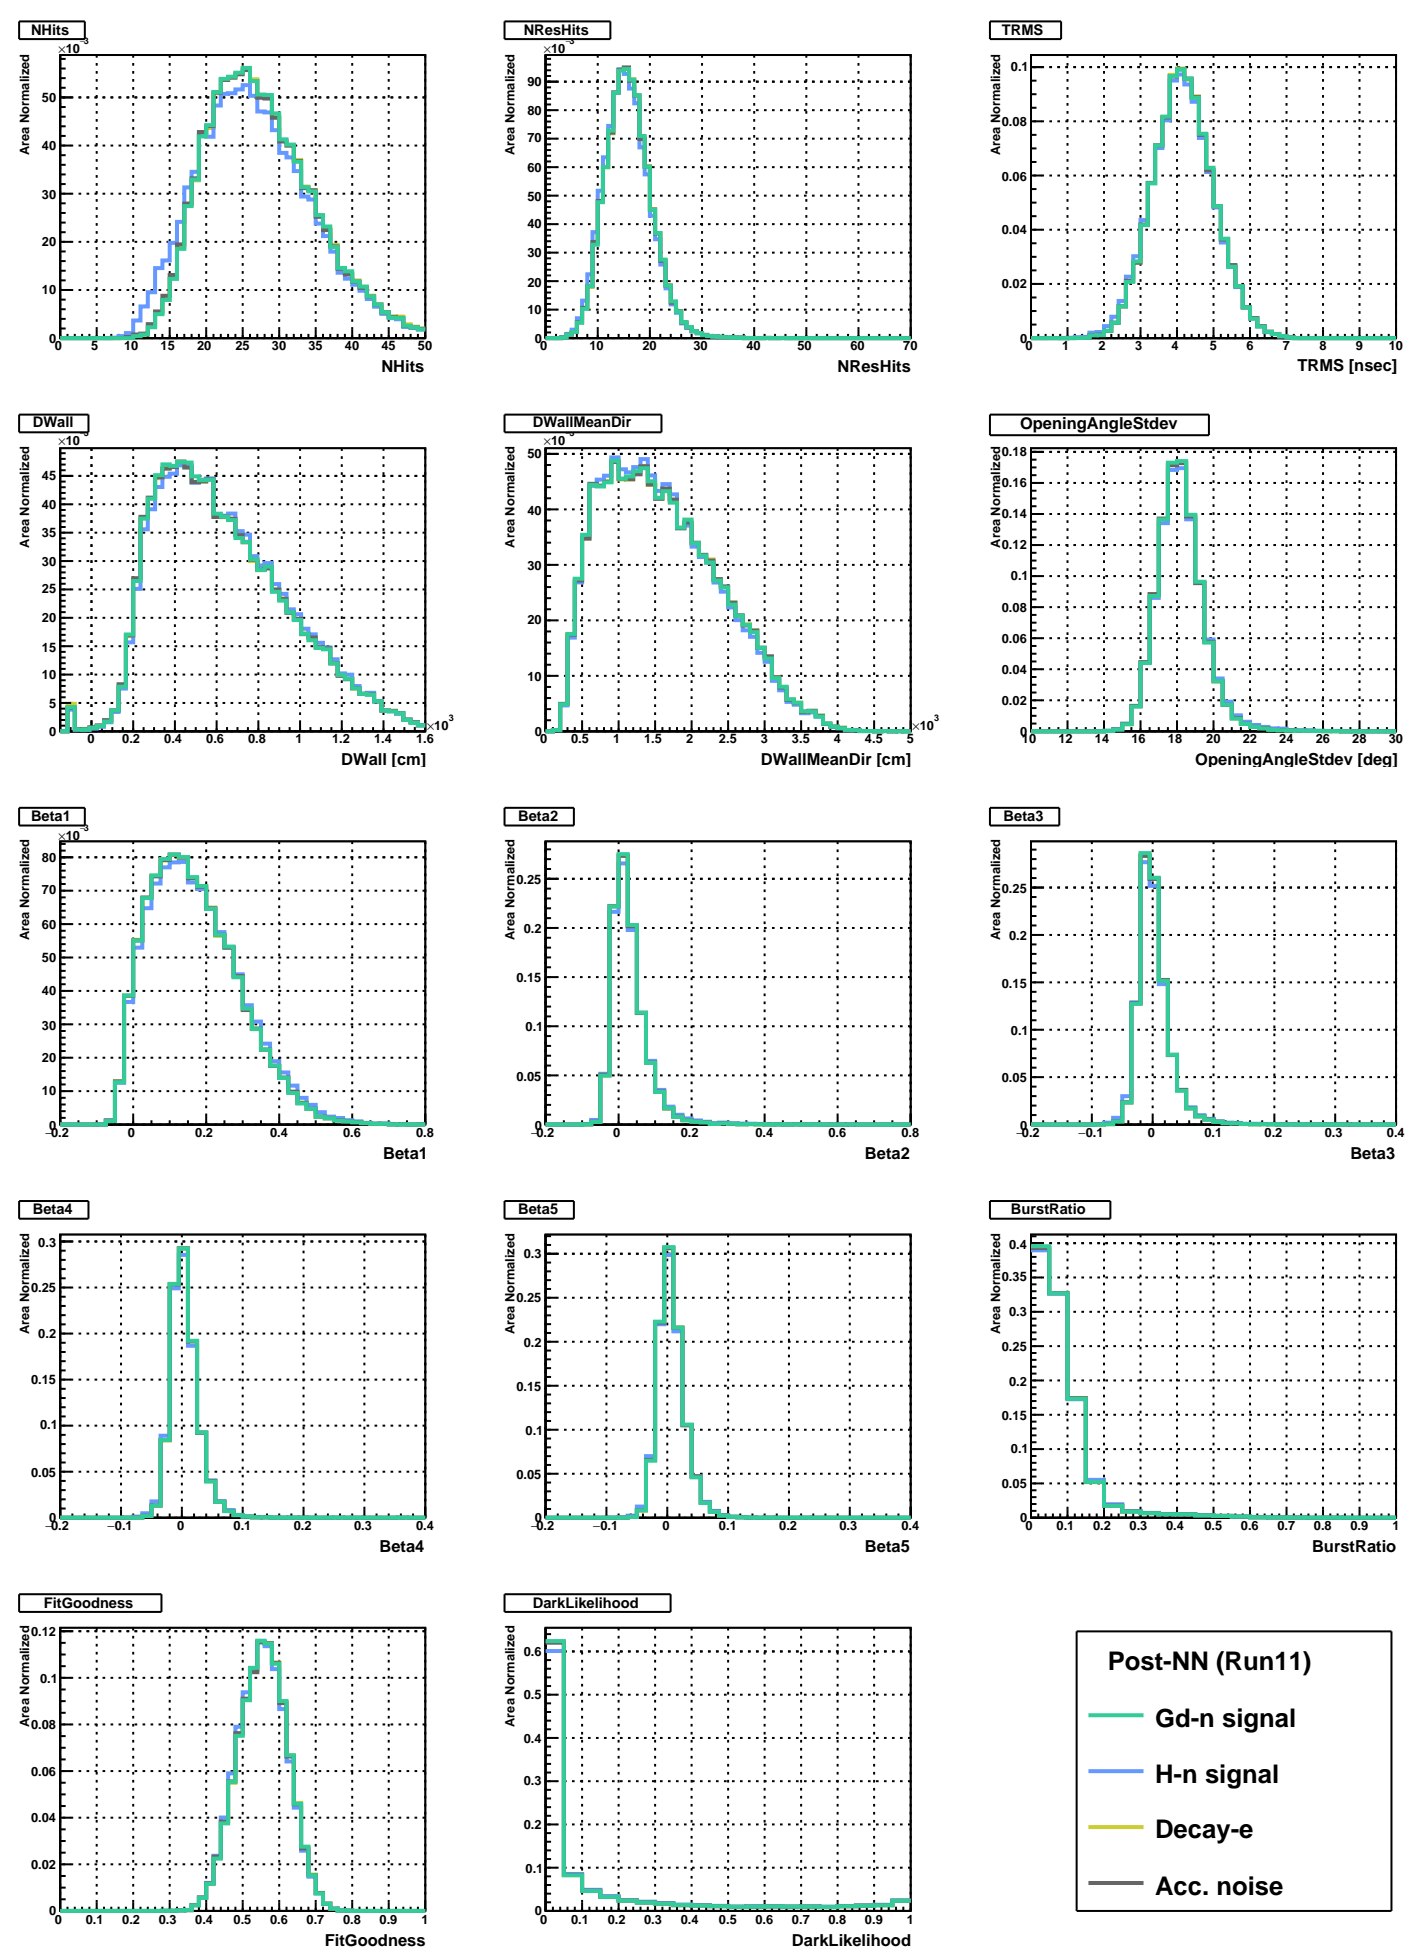 NHits
×10⁻³
Area Normalized
50
40
30
20
10
0
0 5 10 15 20 25 30 35 40 45 50
NHits
NResHits
×10⁻³
Area Normalized
90
80
70
60
50
40
30
20
10
0
0 10 20 30 40 50 60 70
NResHits
TRMS
Area Normalized
0.1
0.08
0.06
0.04
0.02
0
0 1 2 3 4 5 6 7 8 9 10
TRMS [nsec]
DWall
×10⁻³
Area Normalized
45
40
35
30
25
20
15
10
5
0
0 0.2 0.4 0.6 0.8 1 1.2 1.4 1.6
×10³
DWall [cm]
DWallMeanDir
×10⁻³
Area Normalized
50
40
30
20
10
0
0 0.5 1 1.5 2 2.5 3 3.5 4 4.5 5
×10³
DWallMeanDir [cm]
OpeningAngleStdev
Area Normalized
0.18
0.16
0.14
0.12
0.1
0.08
0.06
0.04
0.02
0
10 12 14 16 18 20 22 24 26 28 30
OpeningAngleStdev [deg]
Beta1
×10⁻³
Area Normalized
80
70
60
50
40
30
20
10
0
−0.2 0 0.2 0.4 0.6 0.8
Beta1
Beta2
Area Normalized
0.25
0.2
0.15
0.1
0.05
0
−0.2 0 0.2 0.4 0.6 0.8
Beta2
Beta3
Area Normalized
0.25
0.2
0.15
0.1
0.05
0
−0.2 −0.1 0 0.1 0.2 0.3 0.4
Beta3
Beta4
Area Normalized
0.3
0.25
0.2
0.15
0.1
0.05
0
−0.2 −0.1 0 0.1 0.2 0.3 0.4
Beta4
Beta5
Area Normalized
0.3
0.25
0.2
0.15
0.1
0.05
0
−0.2 −0.1 0 0.1 0.2 0.3 0.4
Beta5
BurstRatio
Area Normalized
0.4
0.35
0.3
0.25
0.2
0.15
0.1
0.05
0
0 0.1 0.2 0.3 0.4 0.5 0.6 0.7 0.8 0.9 1
BurstRatio
FitGoodness
Area Normalized
0.12
0.1
0.08
0.06
0.04
0.02
0
0 0.1 0.2 0.3 0.4 0.5 0.6 0.7 0.8 0.9 1
FitGoodness
DarkLikelihood
Area Normalized
0.6
0.5
0.4
0.3
0.2
0.1
0
0 0.1 0.2 0.3 0.4 0.5 0.6 0.7 0.8 0.9 1
DarkLikelihood
Post-NN (Run11)
Gd-n signal
H-n signal
Decay-e
Acc. noise